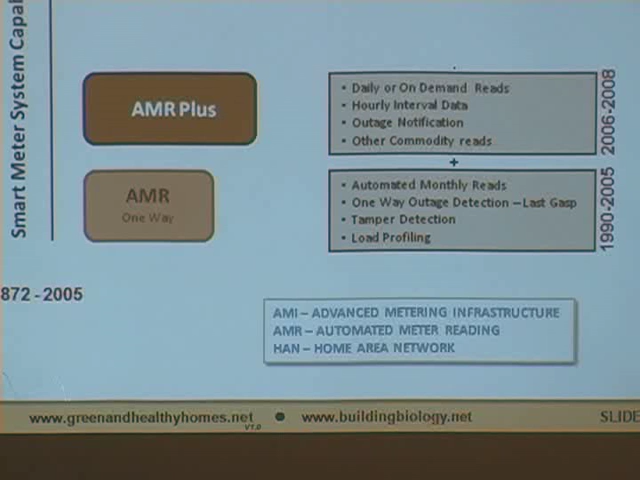 Smart Meter System Capa
AMR Plus
• Daily or On Demand Reads
• Hourly Interval Data
• Outage Notification
• Other Commodity reads
2006-2008
+
AMR
One Way
• Automated Monthly Reads
• One Way Outage Detection – Last Gasp
• Tamper Detection
• Load Profiling
1990-2005
872 - 2005
AMI – ADVANCED METERING INFRASTRUCTURE
AMR – AUTOMATED METER READING
HAN – HOME AREA NETWORK
www.greenandhealthyhomes.net • www.buildingbiology.net SLIDE
V1.0